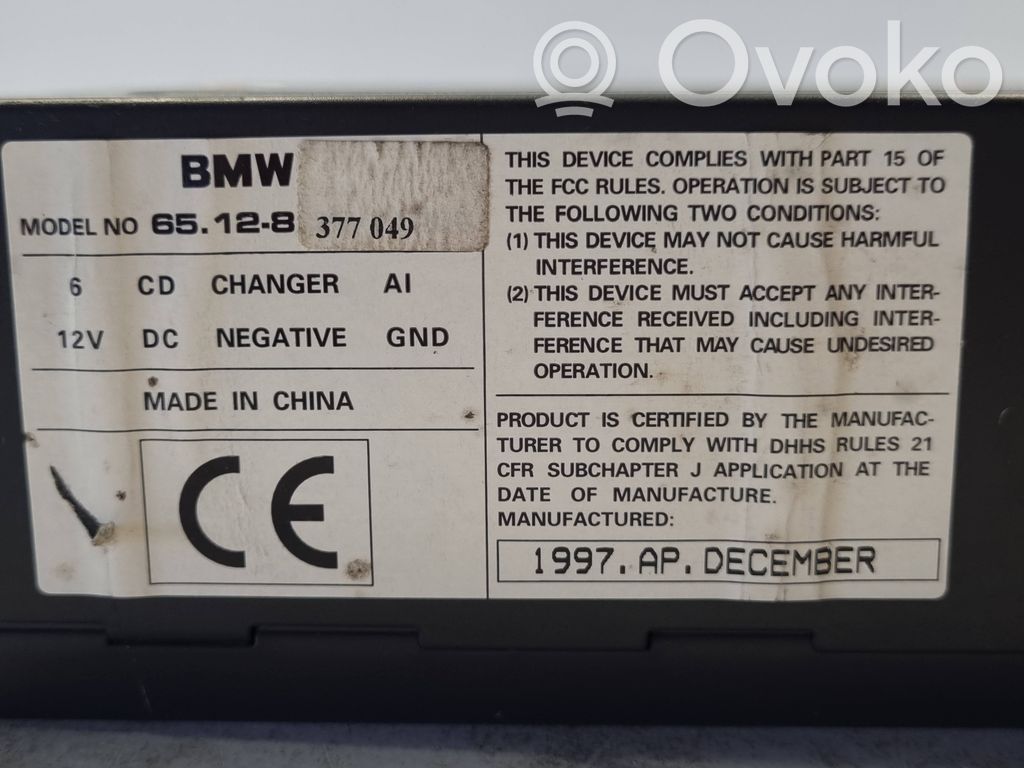 Ovoko
BMW
MODEL NO 65.12-8 377 049
6 CD CHANGER AI
12V DC NEGATIVE GND
MADE IN CHINA
CE
THIS DEVICE COMPLIES WITH PART 15 OF
THE FCC RULES. OPERATION IS SUBJECT TO
THE FOLLOWING TWO CONDITIONS:
(1) THIS DEVICE MAY NOT CAUSE HARMFUL
INTERFERENCE.
(2) THIS DEVICE MUST ACCEPT ANY INTER-
FERENCE RECEIVED INCLUDING INTER-
FERENCE THAT MAY CAUSE UNDESIRED
OPERATION.
PRODUCT IS CERTIFIED BY THE MANUFAC-
TURER TO COMPLY WITH DHHS RULES 21
CFR SUBCHAPTER J APPLICATION AT THE
DATE OF MANUFACTURE.
MANUFACTURED:
1997. AP. DECEMBER